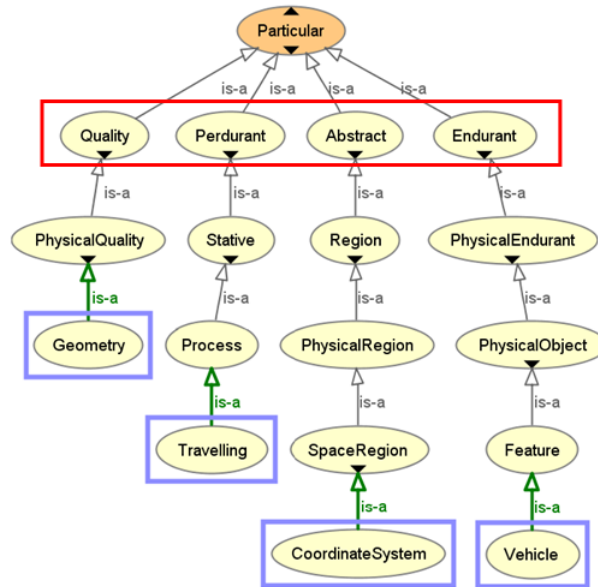 Particular
is-a is-a is-a is-a
Quality Perdurant Abstract Endurant
is-a is-a is-a is-a
PhysicalQuality Stative Region PhysicalEndurant
is-a is-a is-a is-a
Geometry Process PhysicalRegion PhysicalObject
is-a is-a is-a
Travelling SpaceRegion Feature
is-a is-a
CoordinateSystem Vehicle